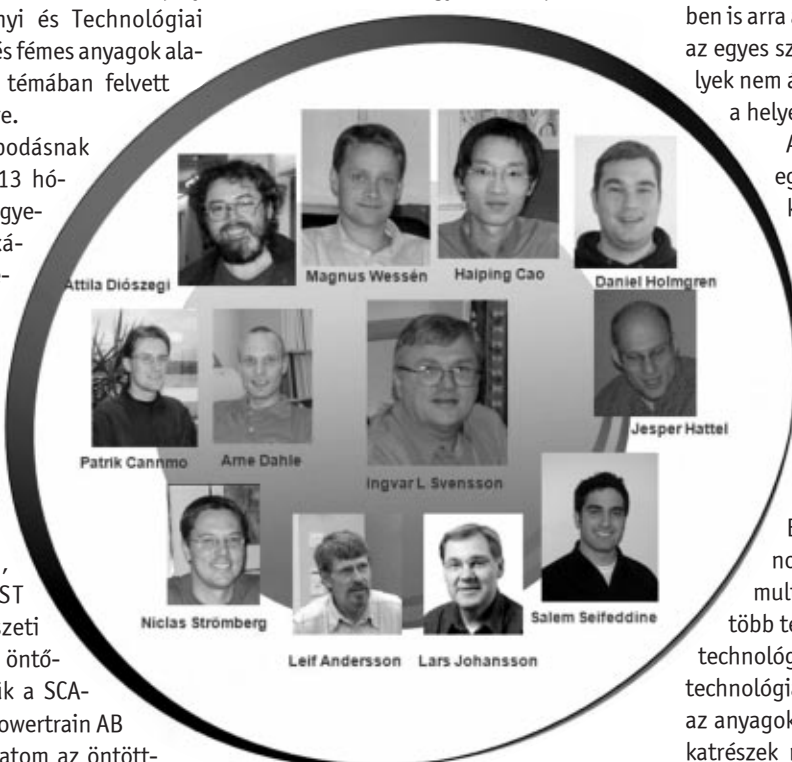 nyi és Technológiai
és fémes anyagok ala-
témában felvett
e.
podásnak
13 hó-
gye-
ST
szeti
öntő-
k a SCA-
owertrain AB
atom az öntött-
Attila Diószegi
Magnus Wessén
Haiping Cao
Daniel Holmgren
Patrik Cannmo
Arne Dahle
Ingvar L Svensson
Jesper Hattel
Niclas Strömberg
Leif Andersson
Lars Johansson
Salem Seifeddine
ben is arra
az egyes sz
lyek nem
a helye
A
eg
k
no
mult
több te
technológ
technológia
az anyagok
katrészek